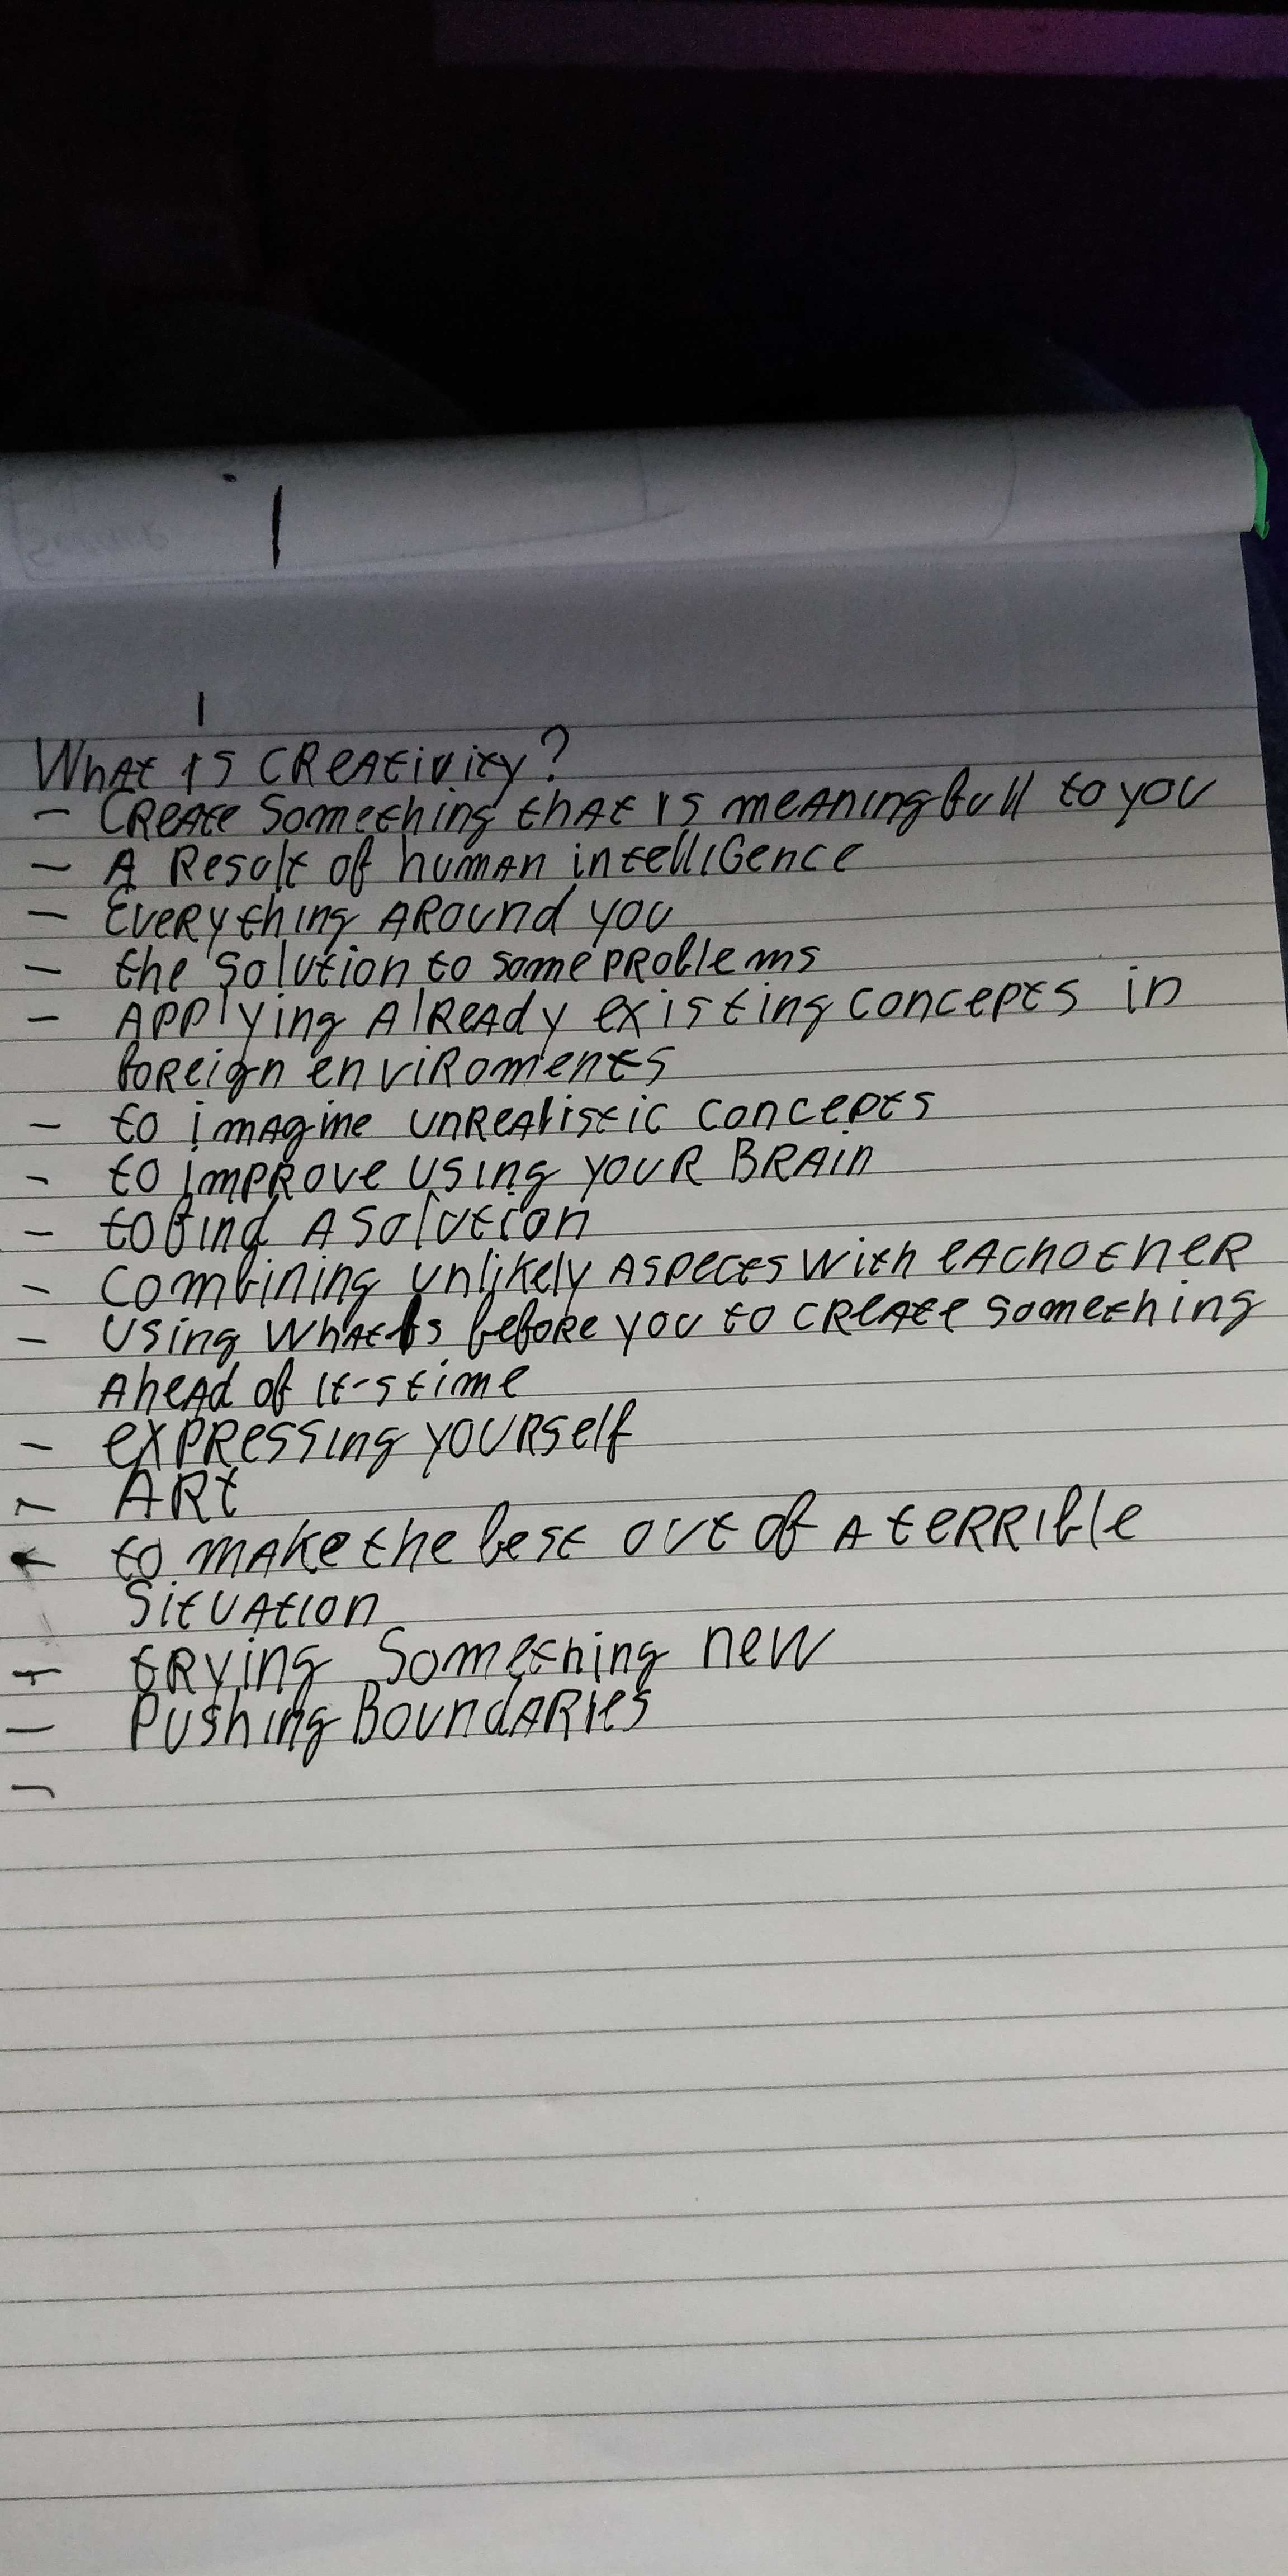 What is creativity?
- Create something that is meaningfull to you
- A Result of human intelligence
- Everything Around you
- the solution to some problems
- Applying Already existing concepts in
foreign enviroments
- to imagine unrealistic concepts
- to improve using your Brain
- to find A solution
- Combining unlikely Aspects with eachother
- Using what is before you to create something
Ahead of it-s time
- expressing yourself
- Art
- to make the best out of A terrible
Situation
- trying something new
- Pushing Boundaries
-